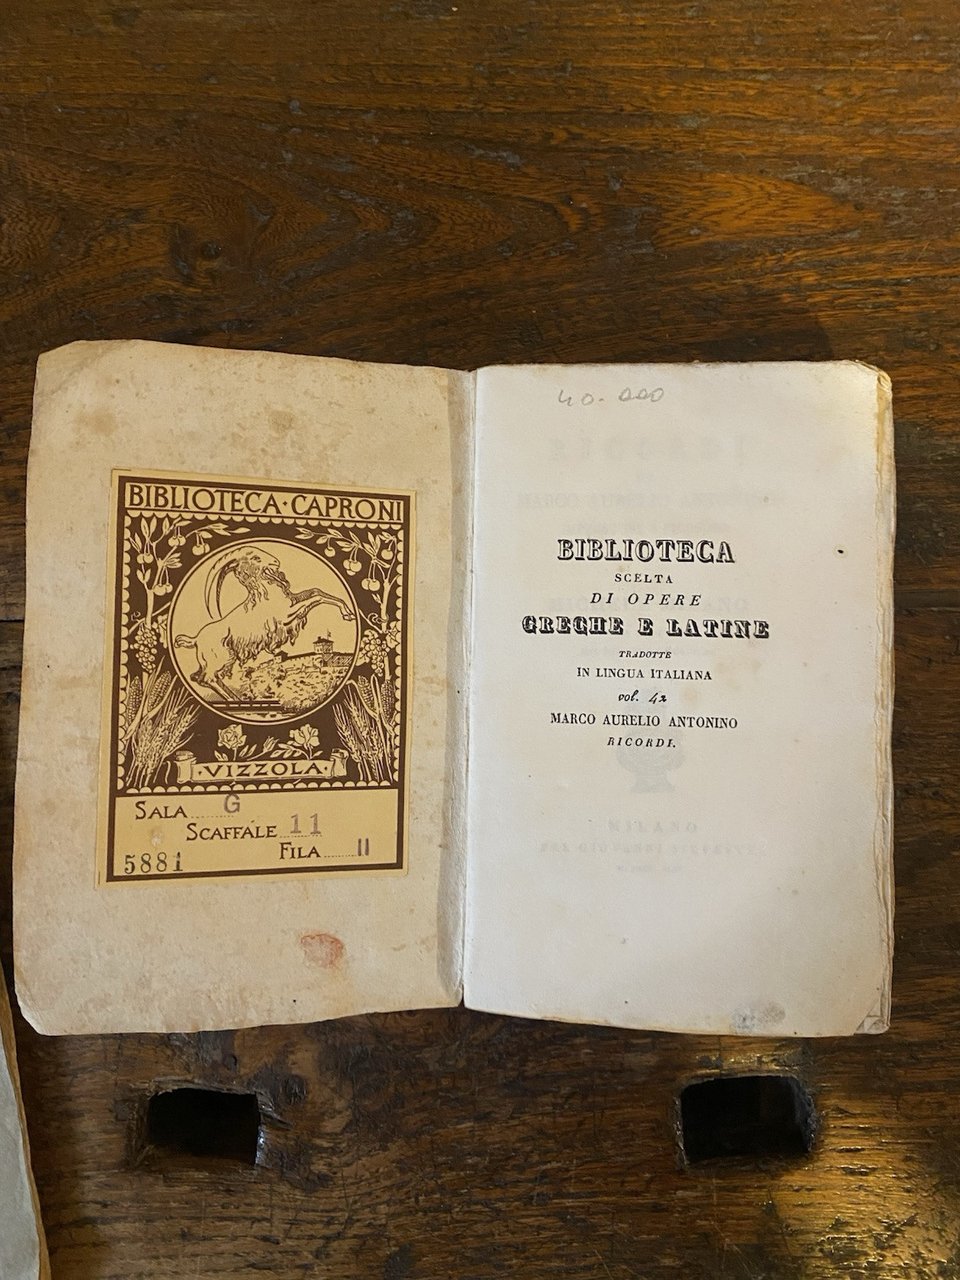 BIBLIOTECA · CAPRONI
· VIZZOLA ·
SALA G
SCAFFALE 11
FILA 11
5881
40.000
BIBLIOTECA
SCELTA
DI OPERE
GRECHE E LATINE
TRADOTTE
IN LINGUA ITALIANA
vol. 42
MARCO AURELIO ANTONINO
RICORDI.
MILANO